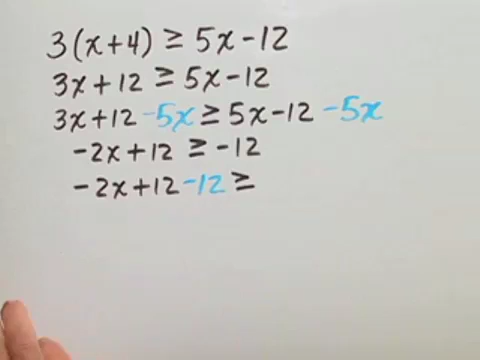 3(x+4) ≥ 5x-12
3x+12 ≥ 5x-12
3x+12 -5x ≥ 5x-12 -5x
-2x+12 ≥ -12
-2x+12 -12 ≥